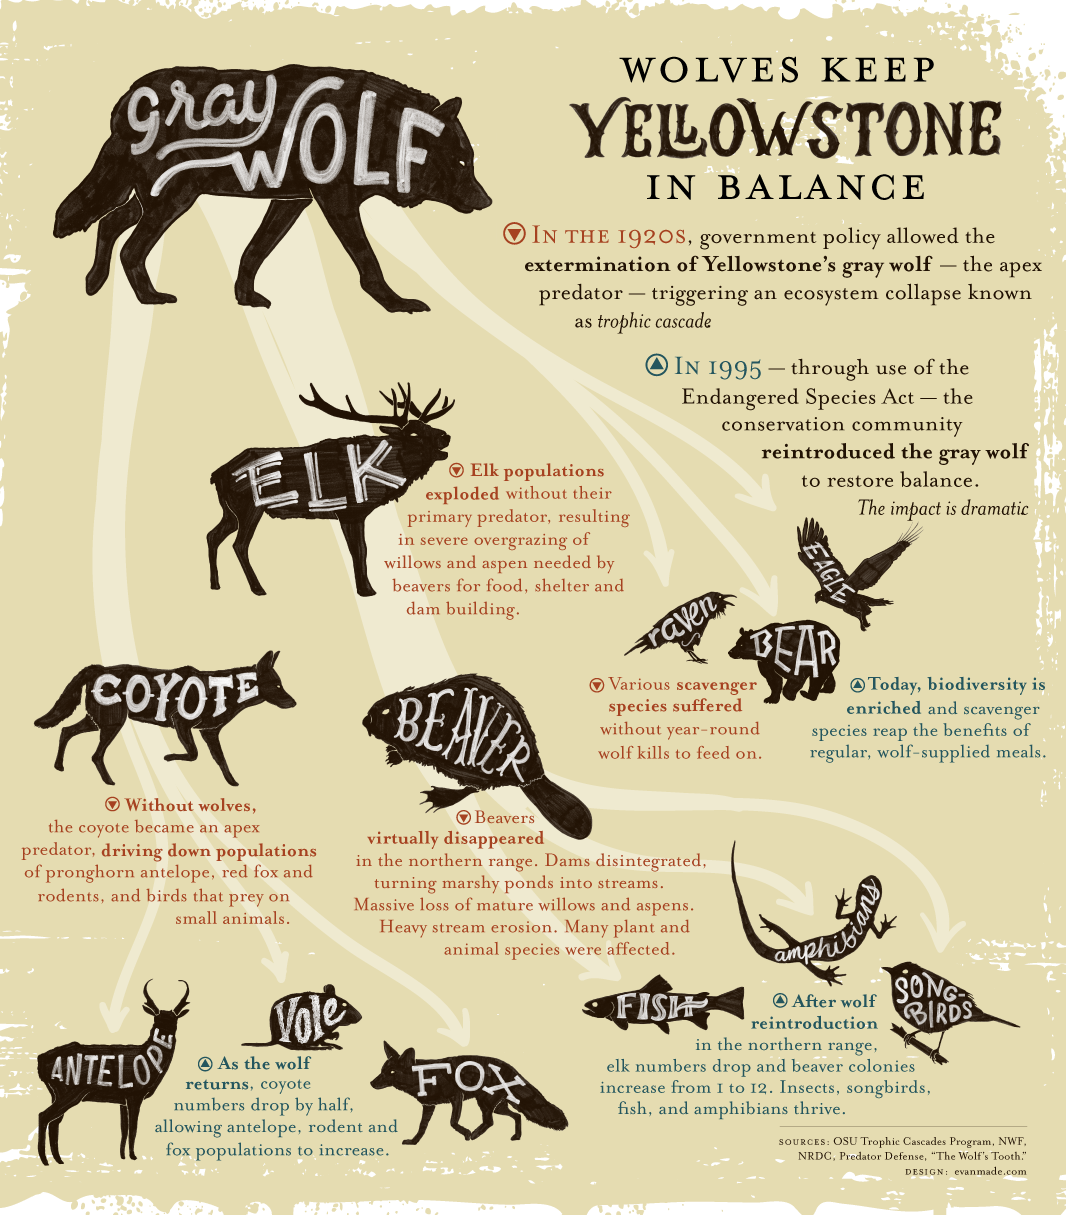 gray
WOLF
WOLVES KEEP
YELLOWSTONE
IN BALANCE
IN THE 1920S, government policy allowed the
extermination of Yellowstone's gray wolf — the apex
predator — triggering an ecosystem collapse known
as trophic cascade
IN 1995 — through use of the
Endangered Species Act — the
conservation community
reintroduced the gray wolf
to restore balance.
The impact is dramatic
ELK
Elk populations
exploded without their
primary predator, resulting
in severe overgrazing of
willows and aspen needed by
beavers for food, shelter and
dam building.
EAGLE
raven
BEAR
Various scavenger
species suffered
without year-round
wolf kills to feed on.
Today, biodiversity is
enriched and scavenger
species reap the benefits of
regular, wolf-supplied meals.
COYOTE
Without wolves,
the coyote became an apex
predator, driving down populations
of pronghorn antelope, red fox and
rodents, and birds that prey on
small animals.
BEAVER
Beavers
virtually disappeared
in the northern range. Dams disintegrated,
turning marshy ponds into streams.
Massive loss of mature willows and aspens.
Heavy stream erosion. Many plant and
animal species were affected.
amphibians
SONG-
BIRDS
FISH
After wolf
reintroduction
in the northern range,
elk numbers drop and beaver colonies
increase from 1 to 12. Insects, songbirds,
fish, and amphibians thrive.
ANTELOPE
Vole
FOX
As the wolf
returns, coyote
numbers drop by half,
allowing antelope, rodent and
fox populations to increase.
SOURCES: OSU Trophic Cascades Program, NWF,
NRDC, Predator Defense, "The Wolf's Tooth."
DESIGN: evanmade.com